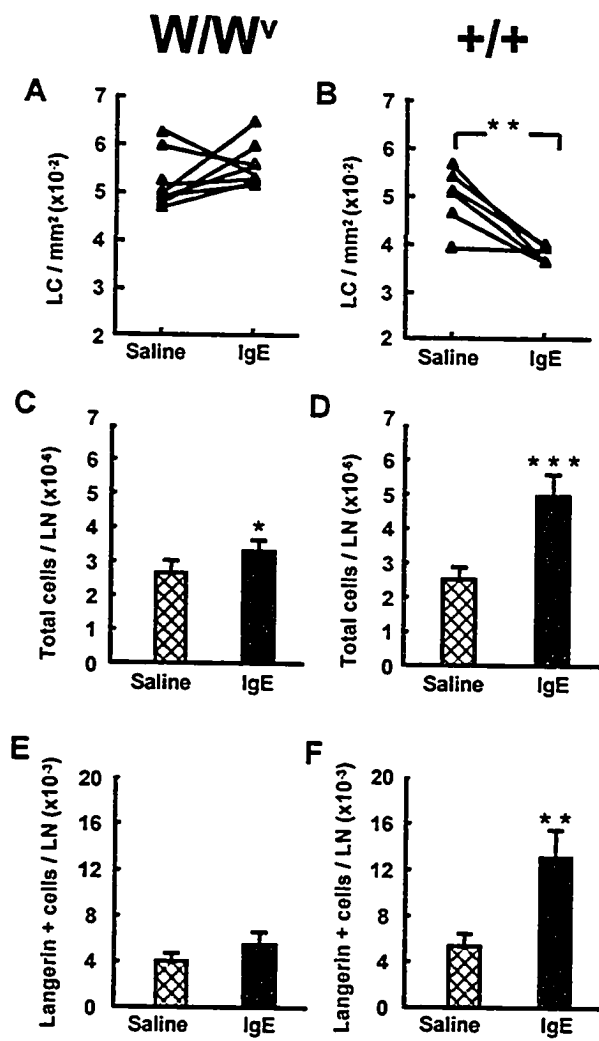 W/Wᵛ
+/+
A
7
6
5
4
3
2
LC / mm² (x10⁻²)
Saline IgE
B
7
6
5
4
3
2
LC / mm² (x10⁻²)
* *
Saline IgE
C
7
6
5
4
3
2
1
0
Total cells / LN (x10⁻⁶)
*
Saline IgE
D
7
6
5
4
3
2
1
0
Total cells / LN (x10⁻⁶)
* * *
Saline IgE
E
20
16
12
8
4
0
Langerin + cells / LN (x10⁻³)
Saline IgE
F
20
16
12
8
4
0
Langerin + cells / LN (x10⁻³)
* *
Saline IgE